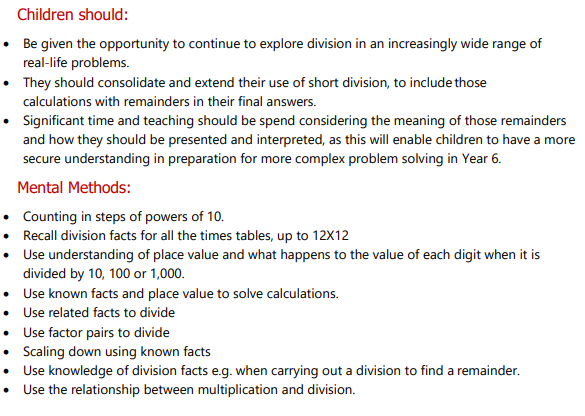 Children should:
• Be given the opportunity to continue to explore division in an increasingly wide range of
real-life problems.
• They should consolidate and extend their use of short division, to include those
calculations with remainders in their final answers.
• Significant time and teaching should be spend considering the meaning of those remainders
and how they should be presented and interpreted, as this will enable children to have a more
secure understanding in preparation for more complex problem solving in Year 6.
Mental Methods:
• Counting in steps of powers of 10.
• Recall division facts for all the times tables, up to 12X12
• Use understanding of place value and what happens to the value of each digit when it is
divided by 10, 100 or 1,000.
• Use known facts and place value to solve calculations.
• Use related facts to divide
• Use factor pairs to divide
• Scaling down using known facts
• Use knowledge of division facts e.g. when carrying out a division to find a remainder.
• Use the relationship between multiplication and division.